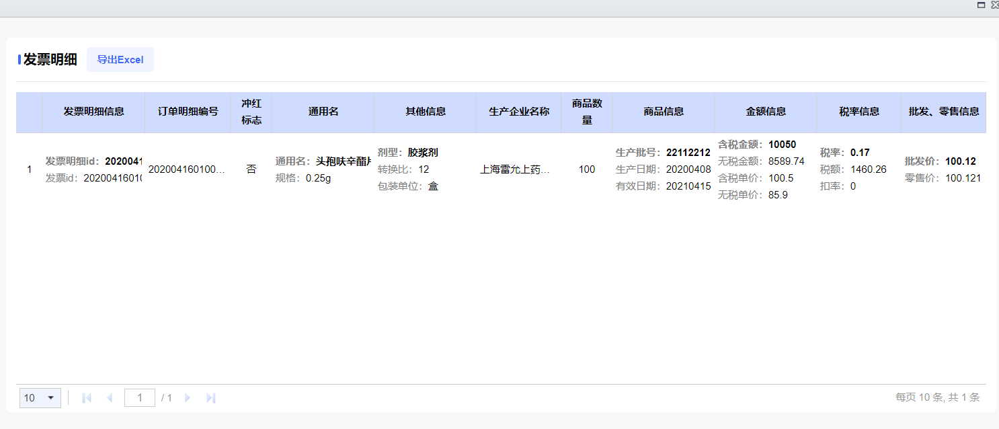 发票明细 导出Excel
发票明细信息 订单明细编号 冲红标志 通用名 其他信息 生产企业名称 商品数量 商品信息 金额信息 税率信息 批发、零售信息
1
发票明细id: 2020041
发票id: 20200416010
202004160100...
否
通用名: 头孢呋辛酯片
规格: 0.25g
剂型: 胶浆剂
转换比: 12
包装单位: 盒
上海雷允上药...
100
生产批号: 22112212
生产日期: 20200408
有效日期: 20210415
含税金额: 10050
无税金额: 8589.74
含税单价: 100.5
无税单价: 85.9
税率: 0.17
税额: 1460.26
扣率: 0
批发价: 100.12
零售价: 100.121
10 1 / 1 每页 10 条, 共 1 条